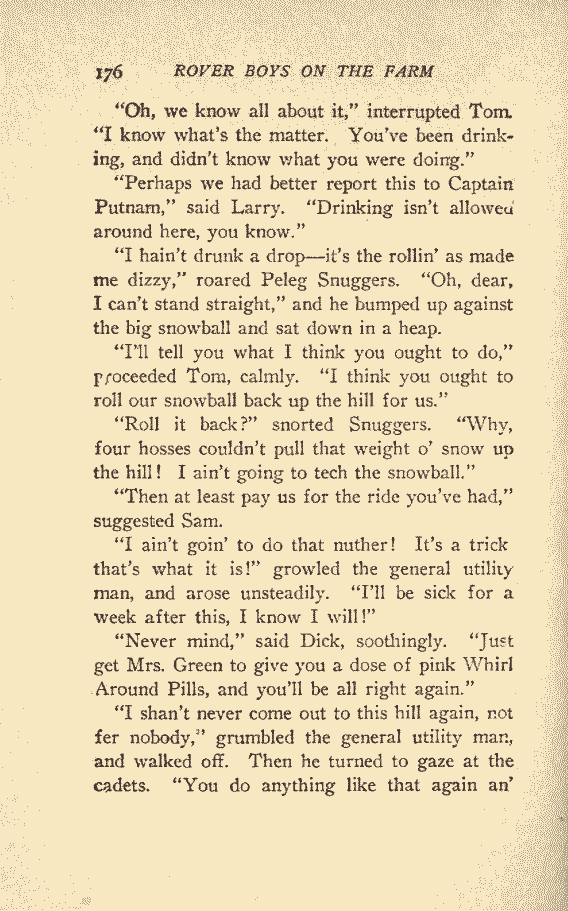 176 ROVER BOYS ON THE FARM
“Oh, we know all about it,” interrupted Tom.
“I know what’s the matter. You’ve been drink-
ing, and didn’t know what you were doing.”
“Perhaps we had better report this to Captain
Putnam,” said Larry. “Drinking isn’t allowed
around here, you know.”
“I hain’t drunk a drop—it’s the rollin’ as made
me dizzy,” roared Peleg Snuggers. “Oh, dear,
I can’t stand straight,” and he bumped up against
the big snowball and sat down in a heap.
“I’ll tell you what I think you ought to do,”
proceeded Tom, calmly. “I think you ought to
roll our snowball back up the hill for us.”
“Roll it back?” snorted Snuggers. “Why,
four hosses couldn’t pull that weight o’ snow up
the hill! I ain’t going to tech the snowball.”
“Then at least pay us for the ride you’ve had,”
suggested Sam.
“I ain’t goin’ to do that nuther! It’s a trick
that’s what it is!” growled the general utility
man, and arose unsteadily. “I’ll be sick for a
week after this, I know I will!”
“Never mind,” said Dick, soothingly. “Just
get Mrs. Green to give you a dose of pink Whirl
Around Pills, and you’ll be all right again.”
“I shan’t never come out to this hill again, not
fer nobody,” grumbled the general utility man,
and walked off. Then he turned to gaze at the
cadets. “You do anything like that again an’